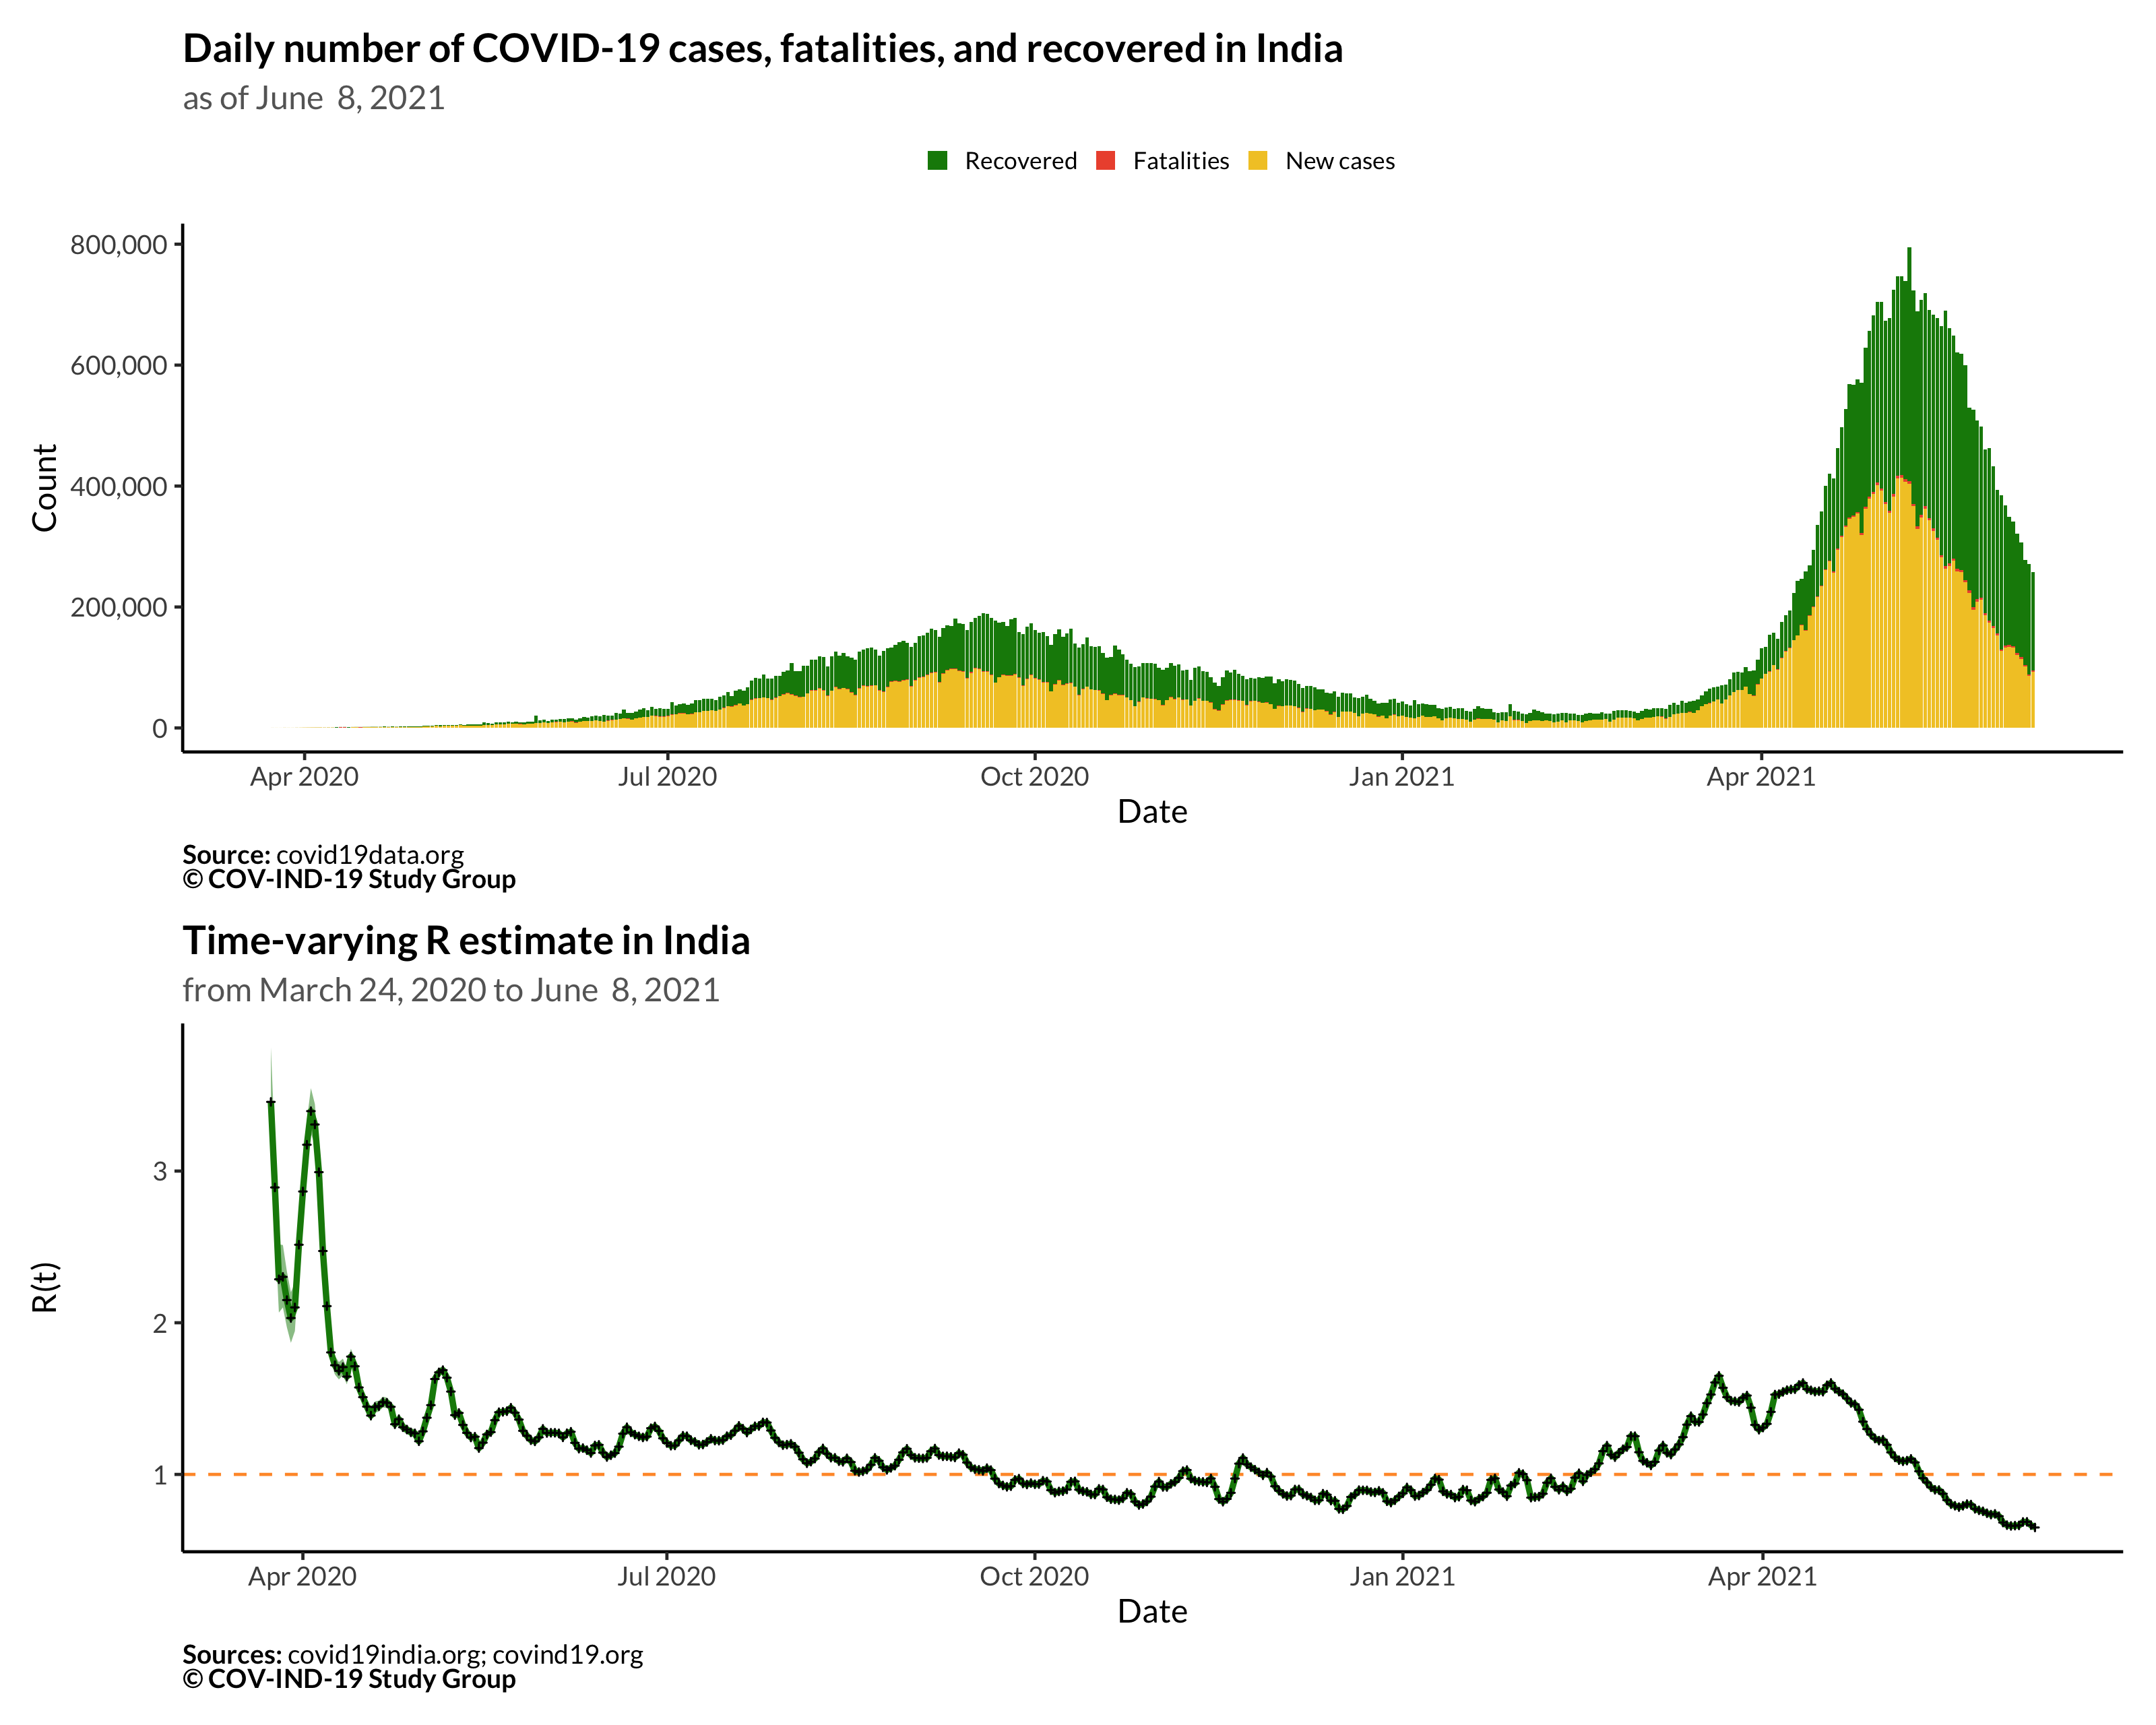 Daily number of COVID-19 cases, fatalities, and recovered in India
as of June  8, 2021
Recovered Fatalities New cases
800,000
600,000
400,000
200,000
0
Count
Apr 2020 Jul 2020 Oct 2020 Jan 2021 Apr 2021
Date
Source: covid19data.org
© COV-IND-19 Study Group
Time-varying R estimate in India
from March 24, 2020 to June  8, 2021
3
2
1
R(t)
Apr 2020 Jul 2020 Oct 2020 Jan 2021 Apr 2021
Date
Sources: covid19india.org; covind19.org
© COV-IND-19 Study Group